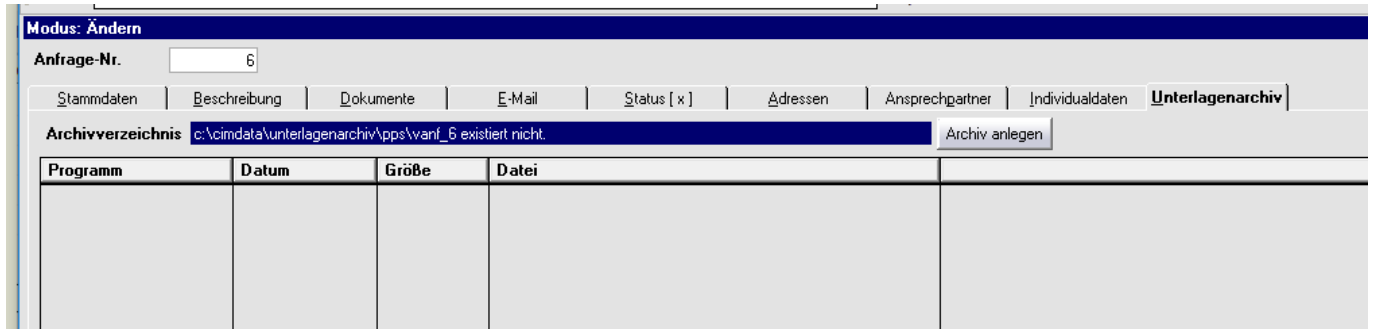 Modus: Ändern
Anfrage-Nr. 6
Stammdaten Beschreibung Dokumente E-Mail Status [ x ] Adressen Ansprechpartner Individualdaten Unterlagenarchiv
Archivverzeichnis c:\cimdata\unterlagenarchiv\pps\vanf_6 existiert nicht. Archiv anlegen
Programm Datum Größe Datei